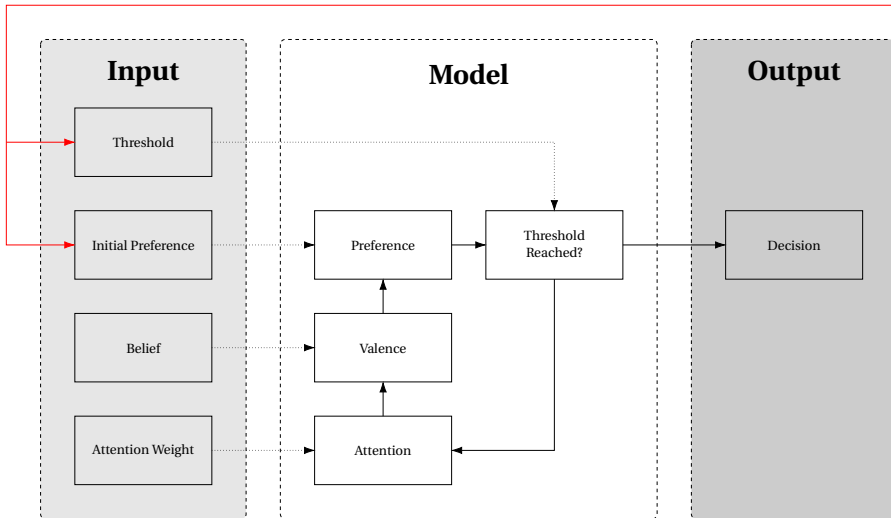 Input
Model
Output
Threshold
Initial Preference
Preference
Threshold
Reached?
Decision
Belief
Valence
Attention Weight
Attention